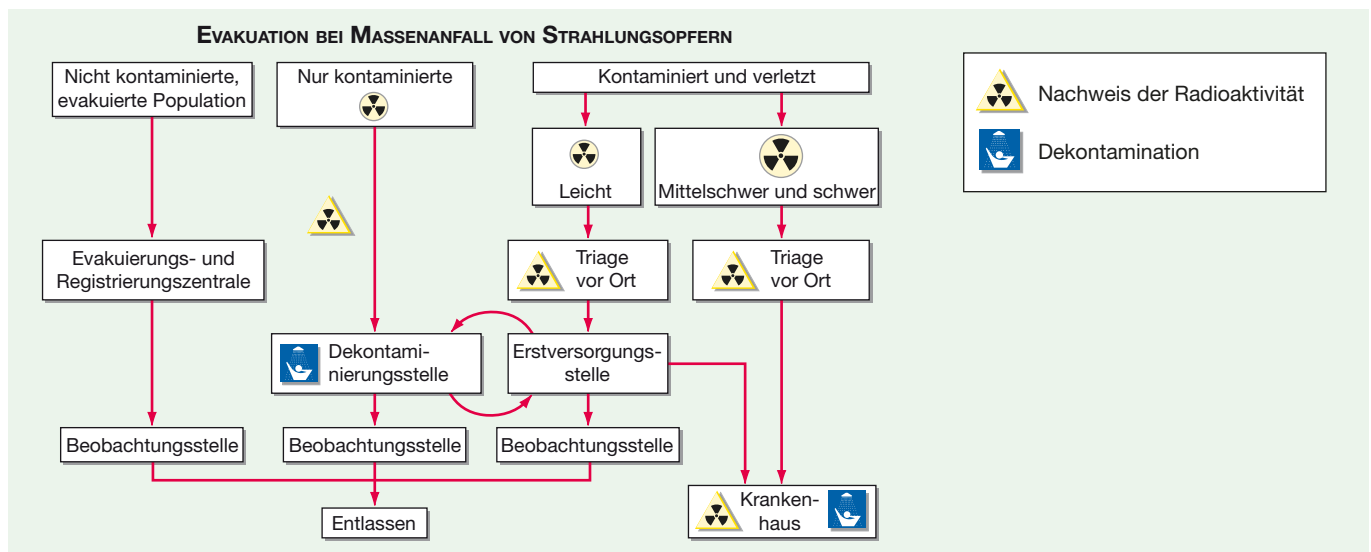 EVAKUATION BEI MASSENANFALL VON STRAHLUNGSOPFERN
Nicht kontaminierte,
evakuierte Population
Nur kontaminierte
Kontaminiert und verletzt
Nachweis der Radioaktivität
Dekontamination
Leicht
Mittelschwer und schwer
Evakuierungs- und
Registrierungszentrale
Triage
vor Ort
Triage
vor Ort
Dekontami-
nierungsstelle
Erstversorgungs-
stelle
Beobachtungsstelle
Beobachtungsstelle
Beobachtungsstelle
Entlassen
Kranken-
haus